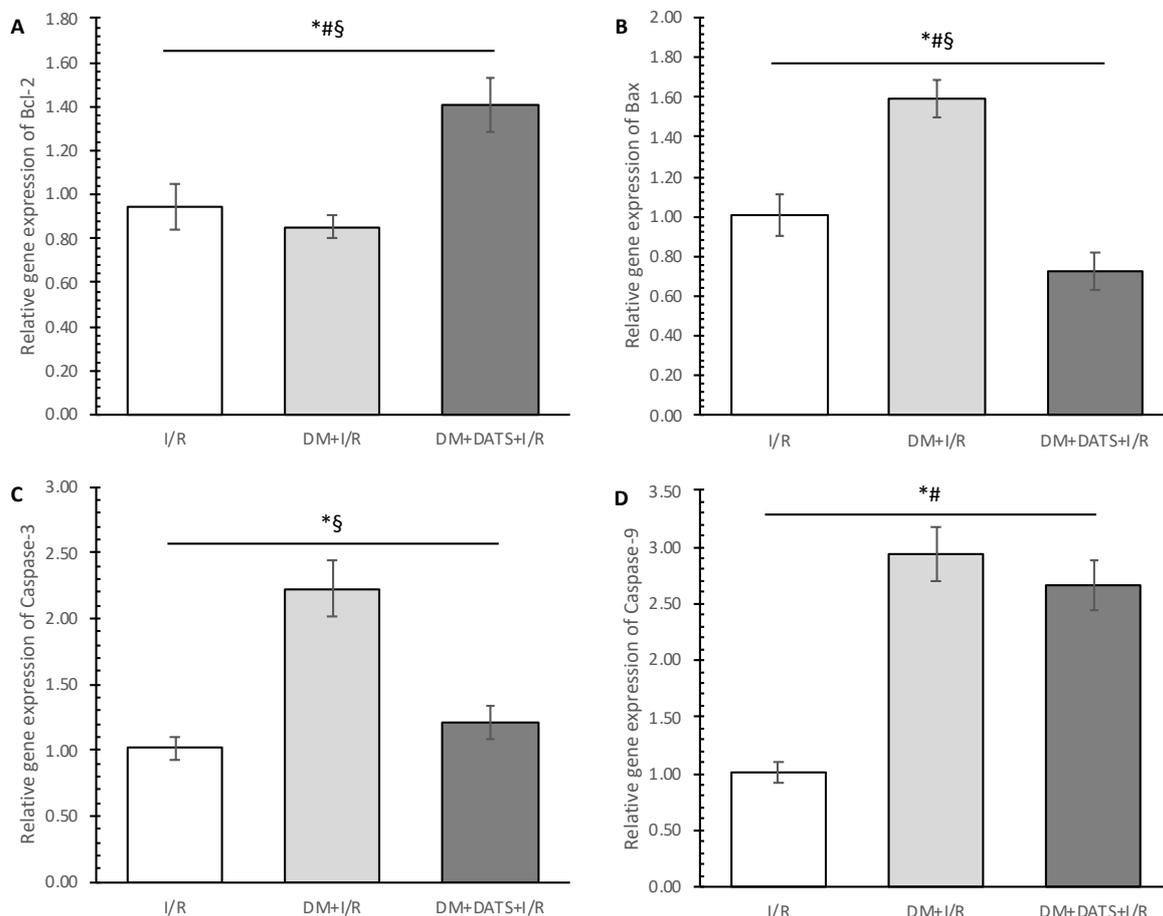 A
Relative gene expression of Bcl-2
1.80
1.60
1.40
1.20
1.00
0.80
0.60
0.40
0.20
0.00
*#§
I/R
DM+I/R
DM+DATS+I/R
B
Relative gene expression of Bax
2.00
1.80
1.60
1.40
1.20
1.00
0.80
0.60
0.40
0.20
0.00
*#§
I/R
DM+I/R
DM+DATS+I/R
C
Relative gene expression of Caspase-3
3.00
2.50
2.00
1.50
1.00
0.50
0.00
*§
I/R
DM+I/R
DM+DATS+I/R
D
Relative gene expression of Caspase-9
3.50
3.00
2.50
2.00
1.50
1.00
0.50
0.00
*#
I/R
DM+I/R
DM+DATS+I/R